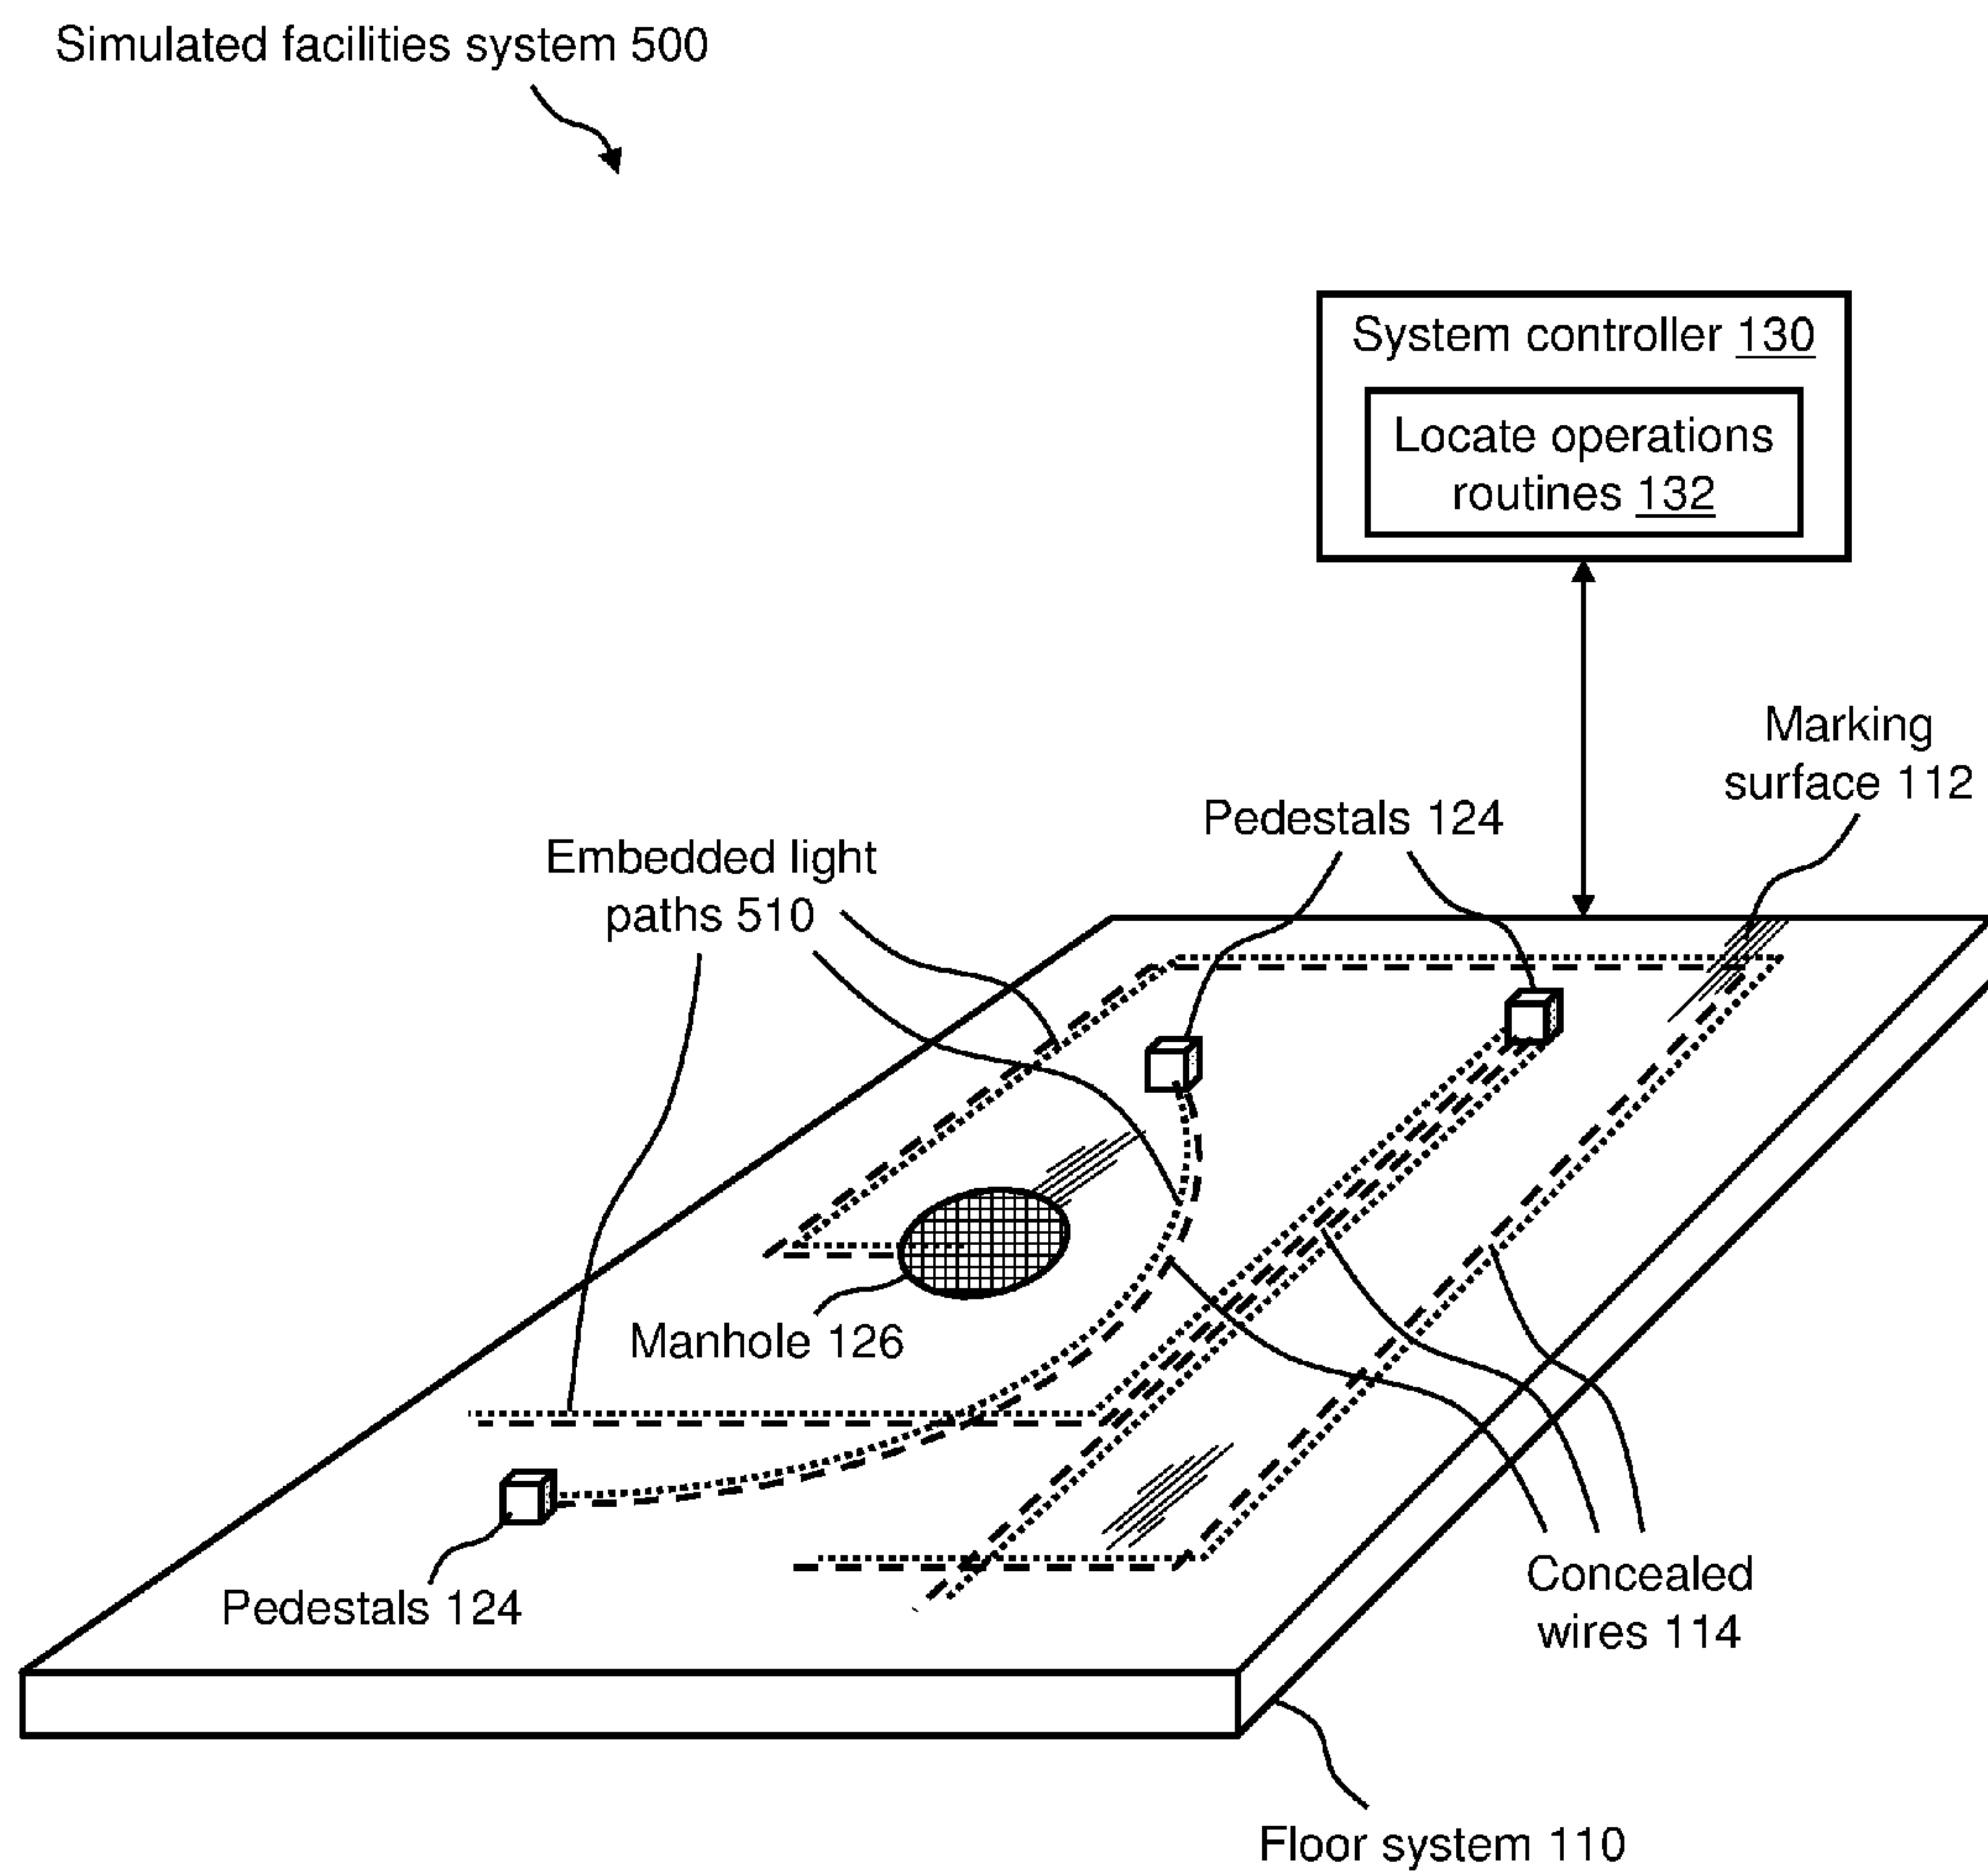 Simulated facilities system 500
System controller 130
Locate operations
routines 132
Marking
surface 112
Pedestals 124
Embedded light
paths 510
Manhole 126
Pedestals 124
Concealed
wires 114
Floor system 110